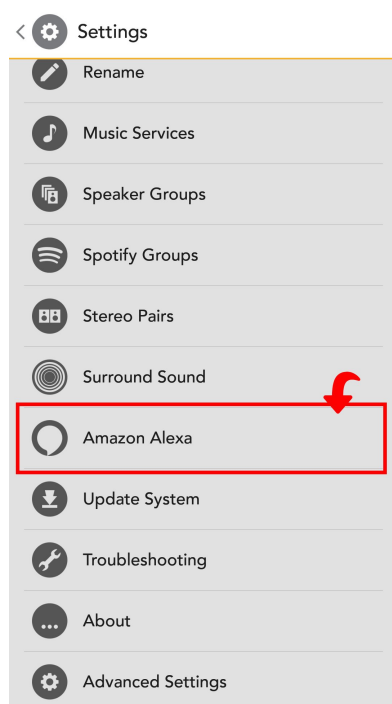 Settings
Rename
Music Services
Speaker Groups
Spotify Groups
Stereo Pairs
Surround Sound
Amazon Alexa
Update System
Troubleshooting
About
Advanced Settings